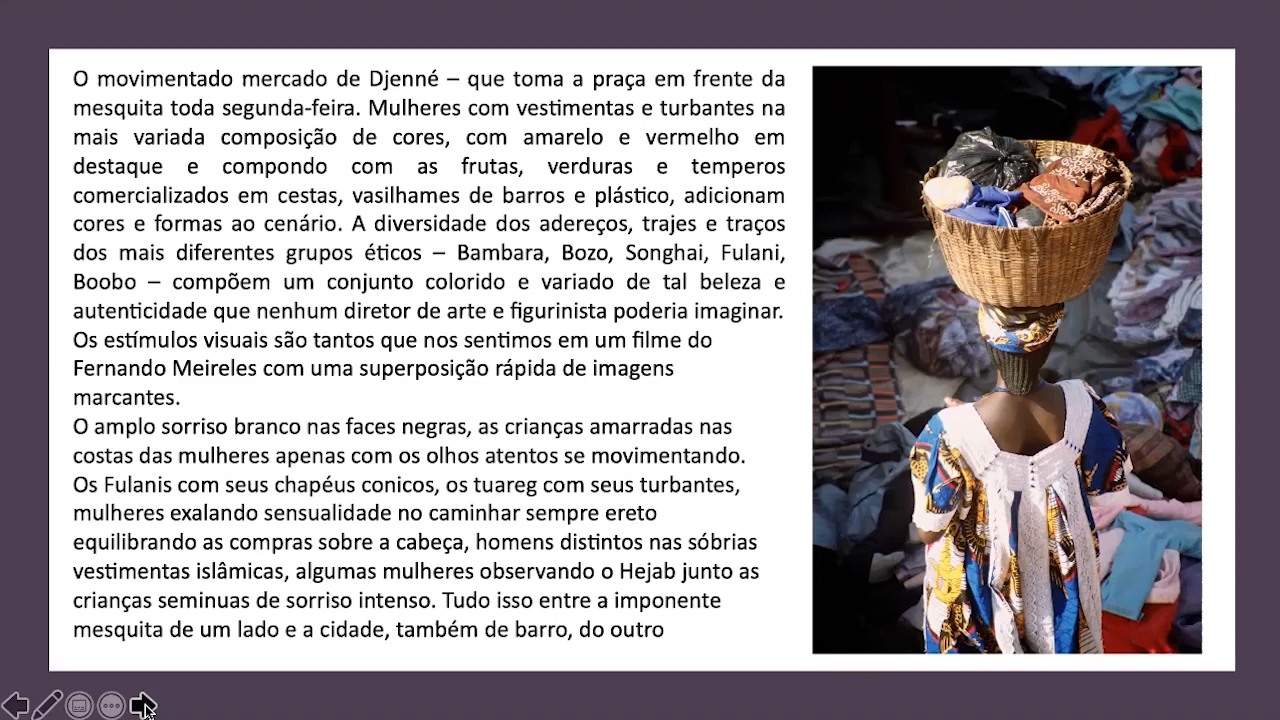 O movimentado mercado de Djenné – que toma a praça em frente da
mesquita toda segunda-feira. Mulheres com vestimentas e turbantes na
mais variada composição de cores, com amarelo e vermelho em
destaque e compondo com as frutas, verduras e temperos
comercializados em cestas, vasilhames de barros e plástico, adicionam
cores e formas ao cenário. A diversidade dos adereços, trajes e traços
dos mais diferentes grupos éticos – Bambara, Bozo, Songhai, Fulani,
Boobo – compõem um conjunto colorido e variado de tal beleza e
autenticidade que nenhum diretor de arte e figurinista poderia imaginar.
Os estímulos visuais são tantos que nos sentimos em um filme do
Fernando Meireles com uma superposição rápida de imagens
marcantes.
O amplo sorriso branco nas faces negras, as crianças amarradas nas
costas das mulheres apenas com os olhos atentos se movimentando.
Os Fulanis com seus chapéus conicos, os tuareg com seus turbantes,
mulheres exalando sensualidade no caminhar sempre ereto
equilibrando as compras sobre a cabeça, homens distintos nas sóbrias
vestimentas islâmicas, algumas mulheres observando o Hejab junto as
crianças seminuas de sorriso intenso. Tudo isso entre a imponente
mesquita de um lado e a cidade, também de barro, do outro